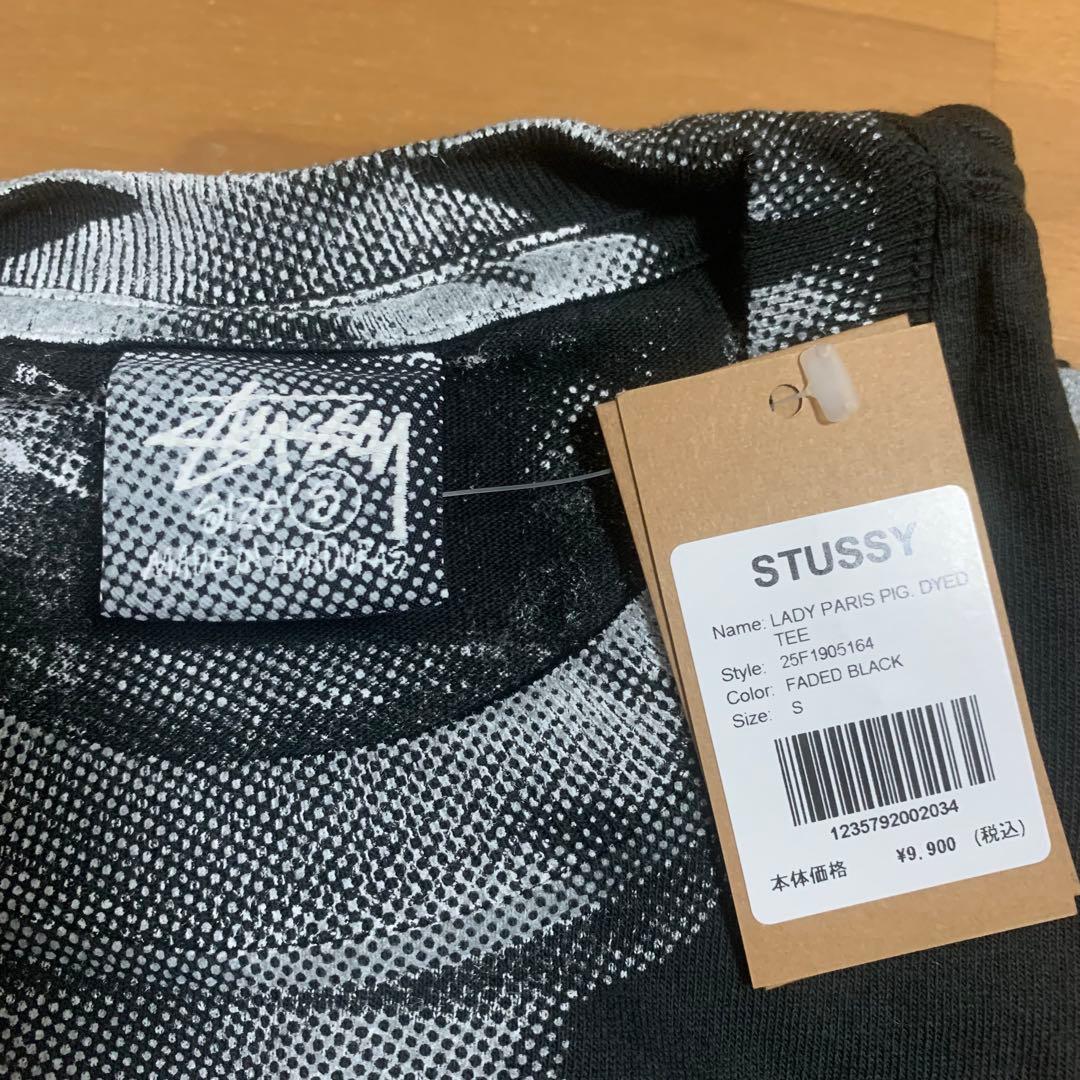 STUSSY
SIZE S
MADE IN HONDURAS
STUSSY
Name: LADY PARIS PIG. DYED
TEE
Style: 25F1905164
Color: FADED BLACK
Size: S
1235792002034
本体価格 ¥9,900 (税込)